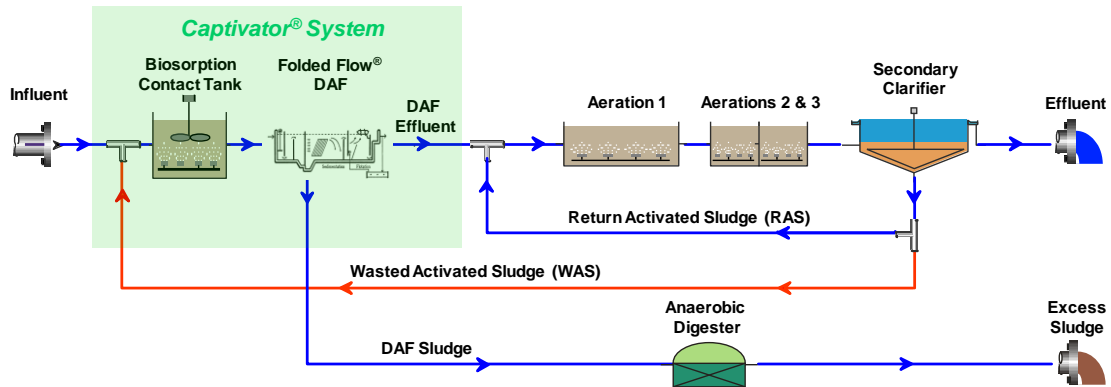 Captivator® System
Biosorption
Contact Tank
Folded Flow®
DAF
Influent
DAF
Effluent
Aeration 1
Aerations 2 & 3
Secondary
Clarifier
Effluent
Return Activated Sludge (RAS)
Wasted Activated Sludge (WAS)
Anaerobic
Digester
Excess
Sludge
DAF Sludge